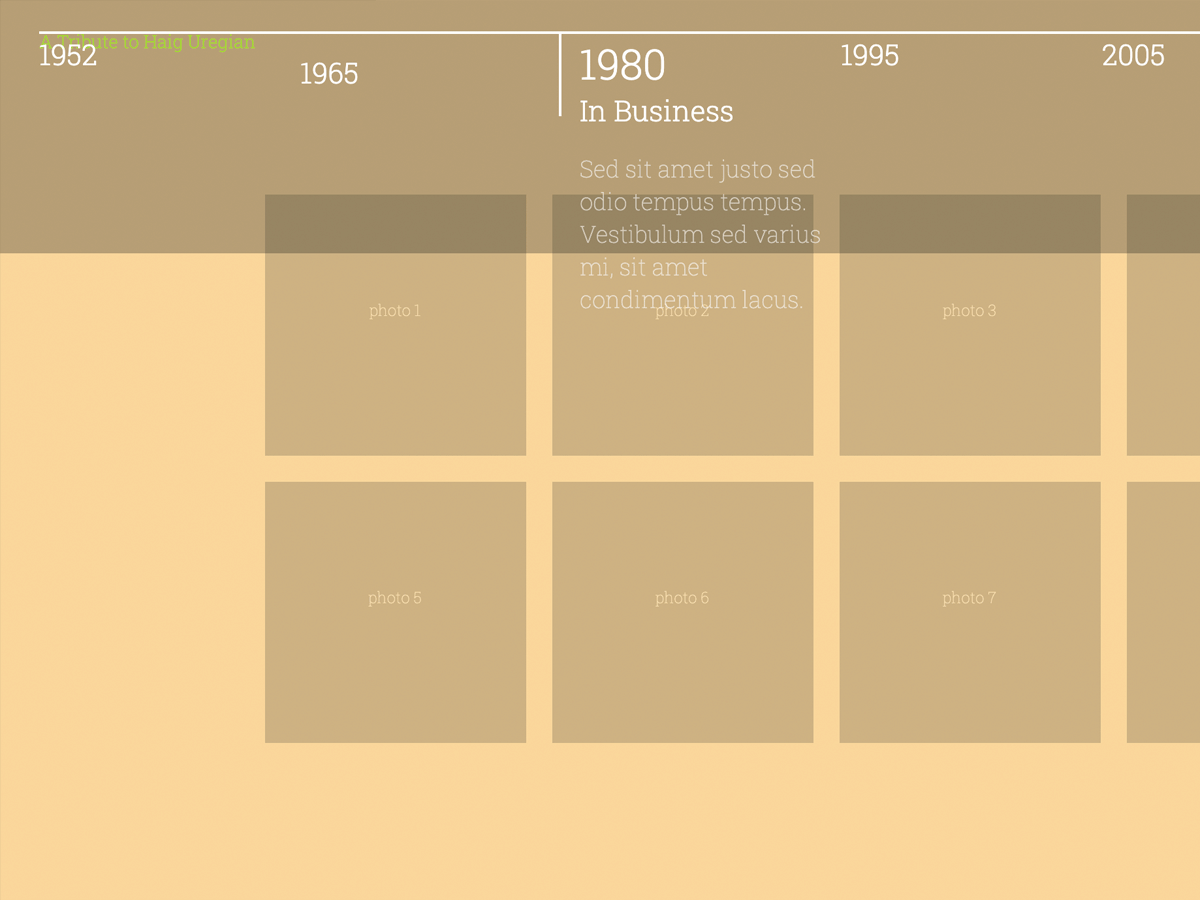 A Tribute to Haig Uregian
1952
1965
1980
1995
2005
In Business
Sed sit amet justo sed
odio tempus tempus.
Vestibulum sed varius
mi, sit amet
condimentum lacus.
photo 1
photo 2
photo 3
photo 5
photo 6
photo 7